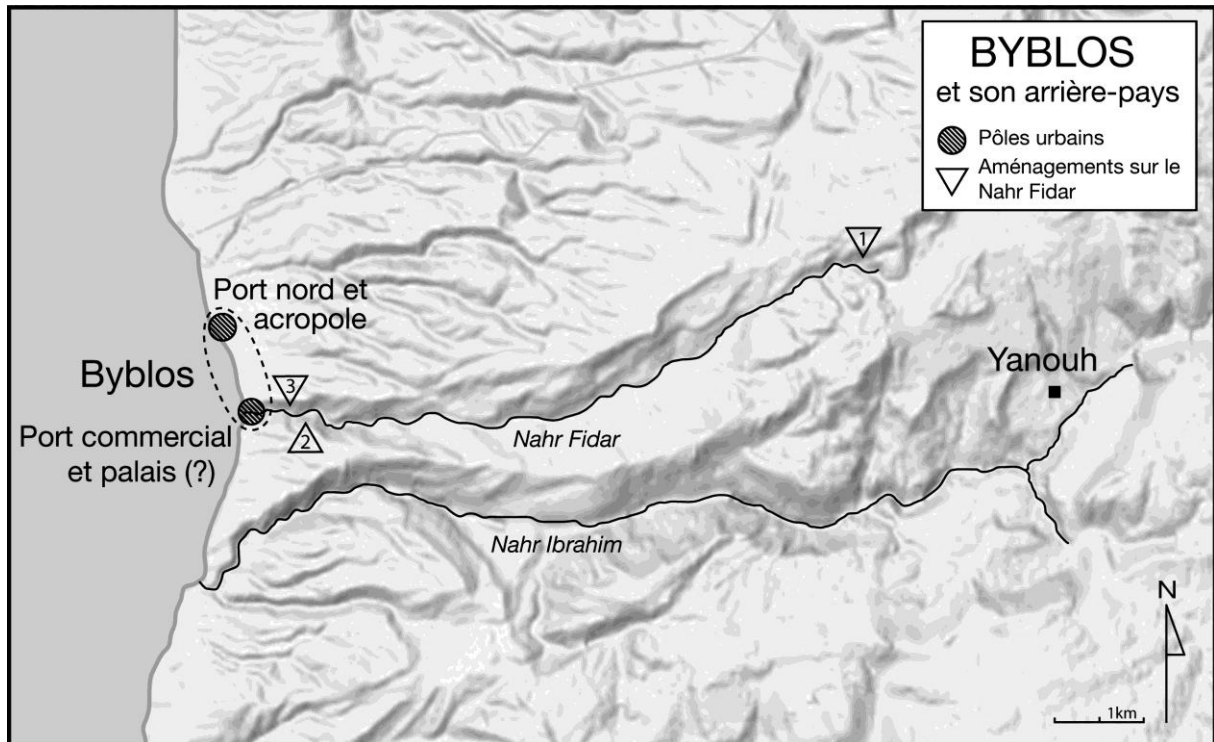 BYBLOS
et son arrière-pays
Pôles urbains
Aménagements sur le
Nahr Fidar
1
Port nord et
acropole
Yanouh
Byblos
3
Port commercial
et palais (?)
2
Nahr Fidar
Nahr Ibrahim
N
1km